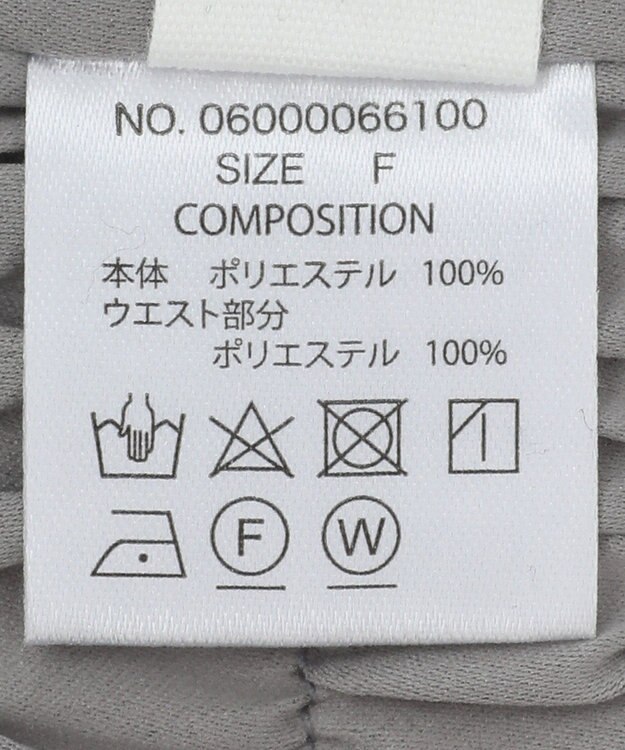 NO. 06000066100
SIZE F
COMPOSITION
本体 ポリエステル 100%
ウエスト部分
ポリエステル 100%
F W